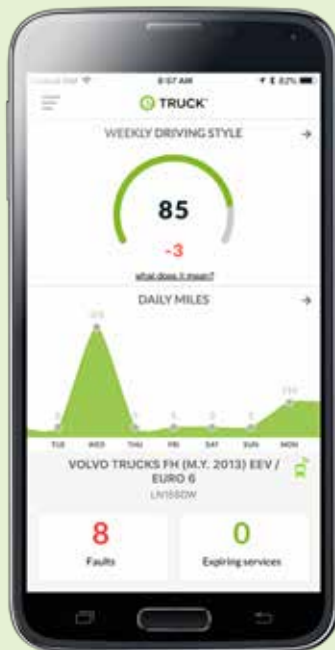 8:57 AM
82%
TRUCK
WEEKLY DRIVING STYLE
85
-3
what does it mean?
DAILY MILES
TUE WED THU FRI SAT SUN MON
VOLVO TRUCKS FH (M.Y. 2013) EEV /
EURO 6
8
0
Faults
Expiring services